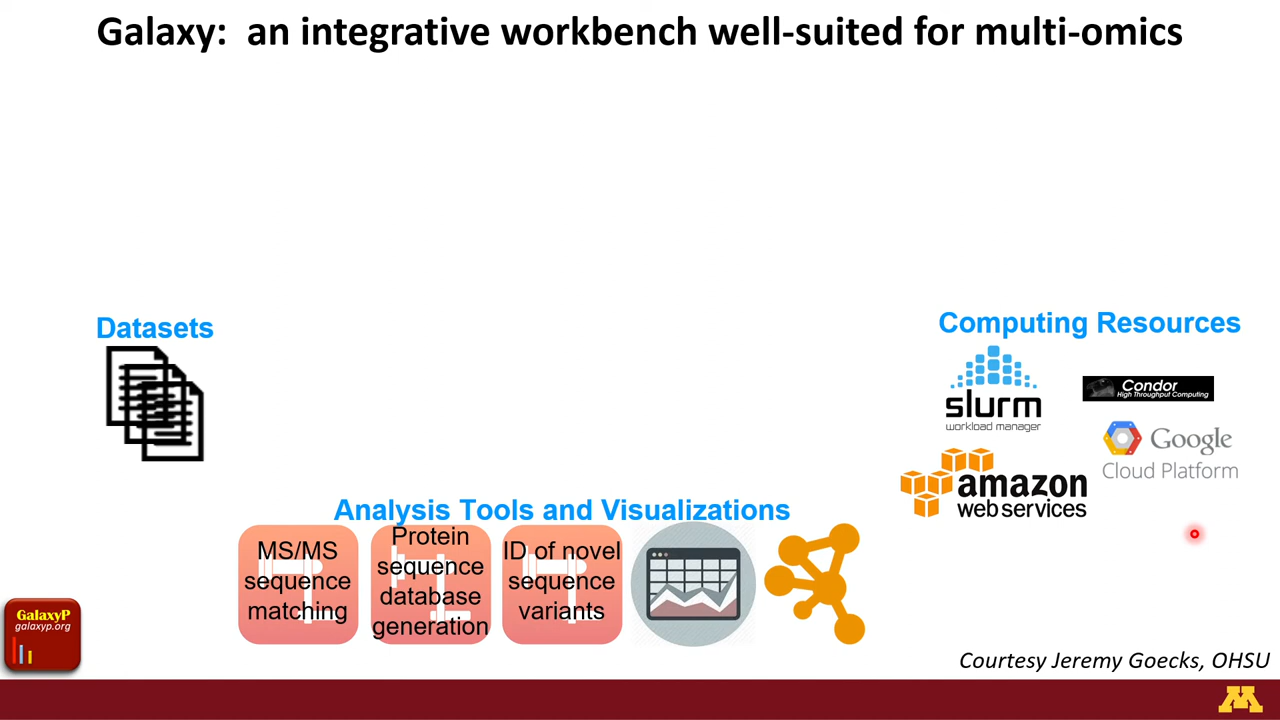 Galaxy: an integrative workbench well-suited for multi-omics
Datasets
Computing Resources
slurm
workload manager
Condor
High Throughput Computing
Google
Cloud Platform
amazon
web services
Analysis Tools and Visualizations
MS/MS
sequence
matching
Protein
sequence
database
generation
ID of novel
sequence
variants
GalaxyP
galaxyp.org
Courtesy Jeremy Goecks, OHSU
M